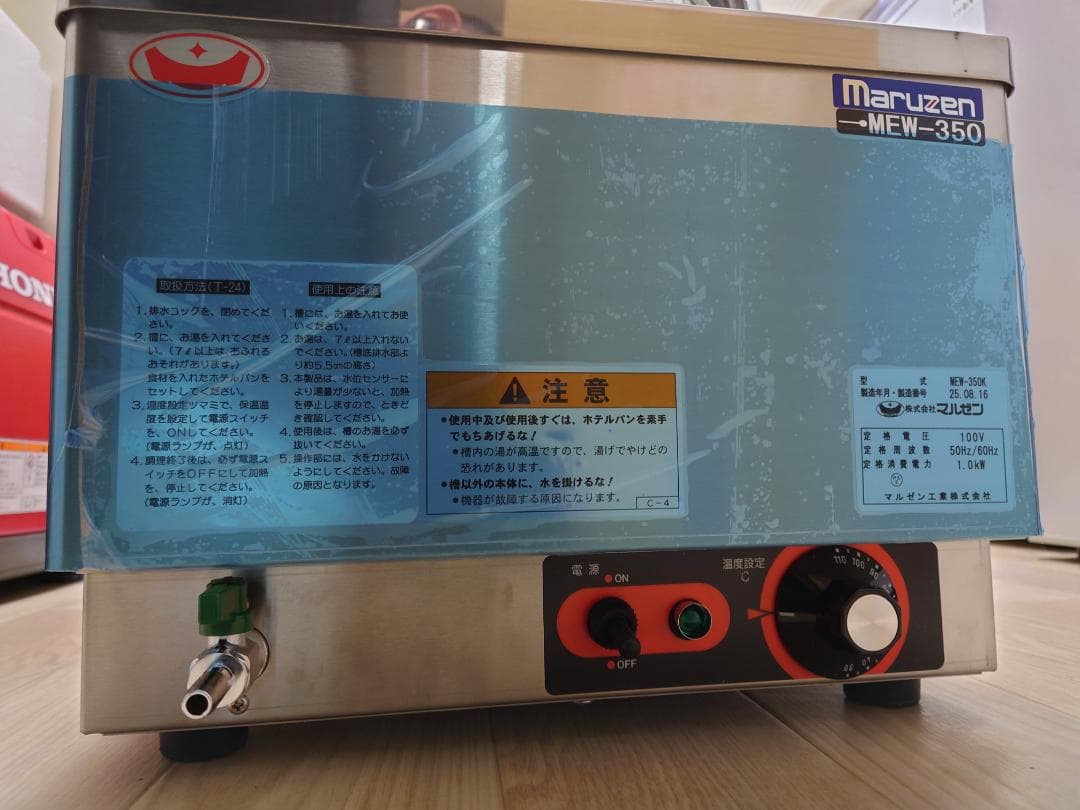 maruzen
MEW-350
HON
取扱方法(T-24)
1. 排水コックを、閉めてくだ
さい。
2. 槽に、お湯を入れてくださ
い。(7ℓ以上は、あふれる
おそれがあります。)
食材を入れたホテルパンを
セットしてください。
3. 温度設定ツマミで、保温温
度を設定して電源スイッチ
を、ONしてください。
(電源ランプが、点灯)
4. 調理終了後は、必ず電源ス
イッチをOFFにして加熱
を、停止してください。
(電源ランプが、消灯)
使用上の注意
1. 槽には、お湯を入れてお使
いください。
2. お湯は、7ℓ以上入れない
でください。(槽底排水部よ
り約5.5cmの高さ)
3. 本製品は、水位センサーに
より湯量が少ないと、加熱
を停止しますので、ときど
き確認してください。
4. 使用後は、槽のお湯を必ず
抜いてください。
5. 操作部には、水をかけない
ようにしてください。故障
の原因となります。
注意
●使用中及び使用後すぐは、ホテルパンを素手
でもちあげるな!
●槽内の湯が高温ですので、湯げでやけどの
恐れがあります。
●槽以外の本体に、水を掛けるな!
●機器が故障する原因になります。
C-4
型式 MEW-350K
製造年月・製造番号 25.08.16
株式会社マルゼン
定格電圧 100V
定格周波数 50Hz/60Hz
定格消費電力 1.0kW
マルゼン工業株式会社
電源
ON
OFF
温度設定
℃
110 100 90
40 30